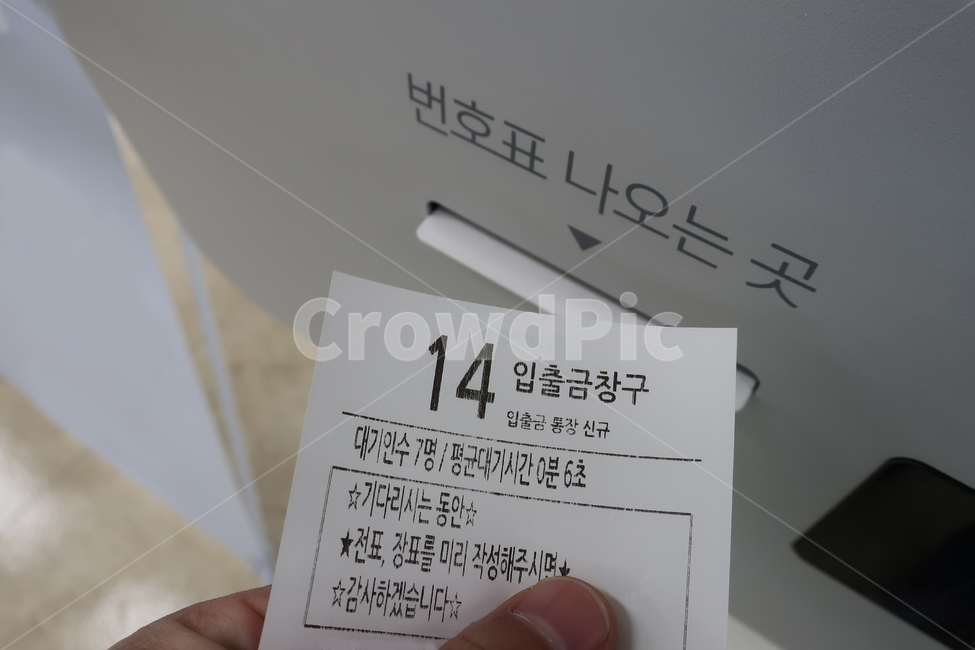 번호표 나오는 곳
▼
CrowdPic
14 입출금창구
입출금 통장 신규
대기인수 7명 / 평균대기시간 0분 6초
☆기다리시는 동안☆
★전표, 장표를 미리 작성해주시면★
☆감사하겠습니다☆